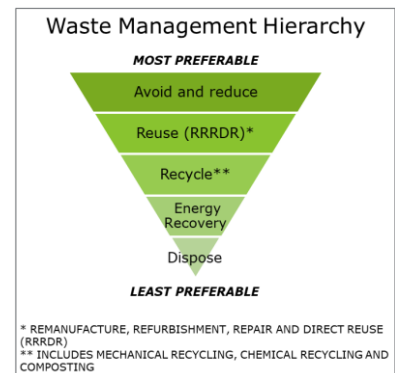 Waste Management Hierarchy
MOST PREFERABLE
Avoid and reduce
Reuse (RRRDR)*
Recycle**
Energy
Recovery
Dispose
LEAST PREFERABLE
* REMANUFACTURE, REFURBISHMENT, REPAIR AND DIRECT REUSE
(RRRDR)
** INCLUDES MECHANICAL RECYCLING, CHEMICAL RECYCLING AND
COMPOSTING